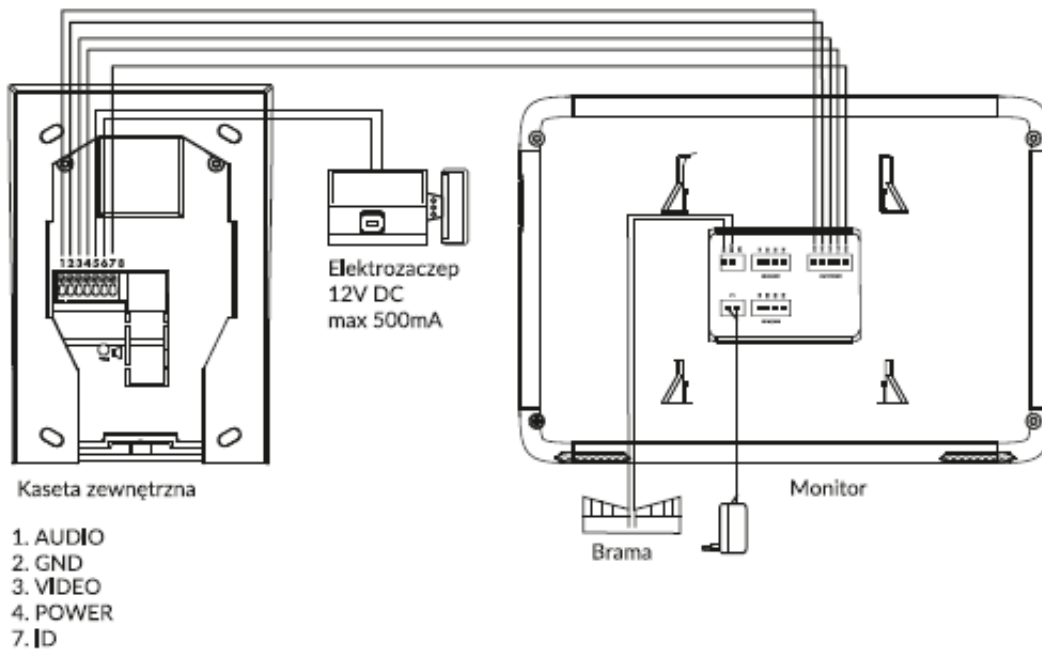 12345678
Elektrozaczep
12V DC
max 500mA
Kaseta zewnętrzna
Monitor
Brama
1. AUDIO
2. GND
3. VIDEO
4. POWER
7. ID